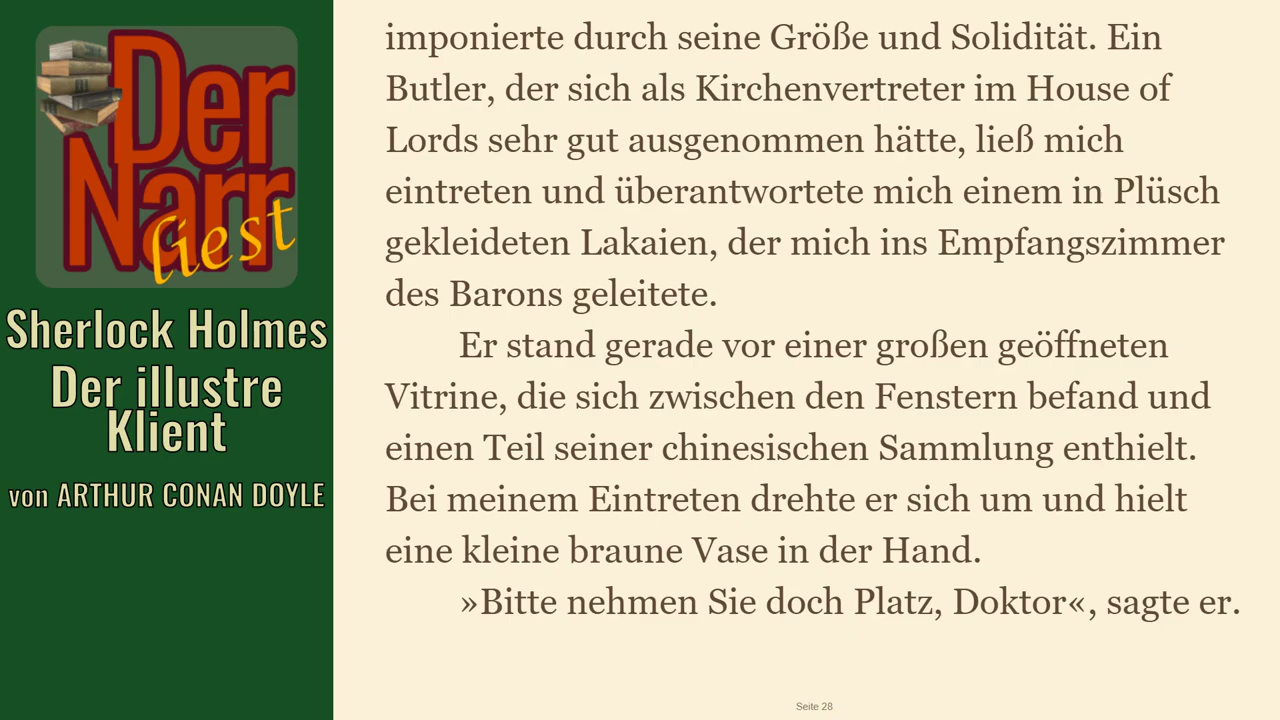 Der
Narr
liest
Sherlock Holmes
Der illustre
Klient
von ARTHUR CONAN DOYLE
imponierte durch seine Größe und Solidität. Ein
Butler, der sich als Kirchenvertreter im House of
Lords sehr gut ausgenommen hätte, ließ mich
eintreten und überantwortete mich einem in Plüsch
gekleideten Lakaien, der mich ins Empfangszimmer
des Barons geleitete.
Er stand gerade vor einer großen geöffneten
Vitrine, die sich zwischen den Fenstern befand und
einen Teil seiner chinesischen Sammlung enthielt.
Bei meinem Eintreten drehte er sich um und hielt
eine kleine braune Vase in der Hand.
»Bitte nehmen Sie doch Platz, Doktor«, sagte er.
Seite 28